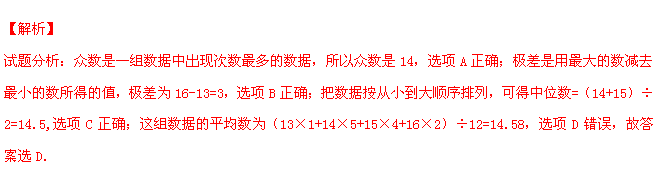 【解析】
试题分析：众数是一组数据中出现次数最多的数据，所以众数是 14，选项 A 正确；极差是用最大的数减去
最小的数所得的值，极差为 16-13=3，选项 B 正确；把数据按从小到大顺序排列，可得中位数=（14+15）÷
2=14.5,选项 C 正确；这组数据的平均数为（13×1+14×5+15×4+16×2）÷12=14.58，选项 D 错误，故答
案选 D.